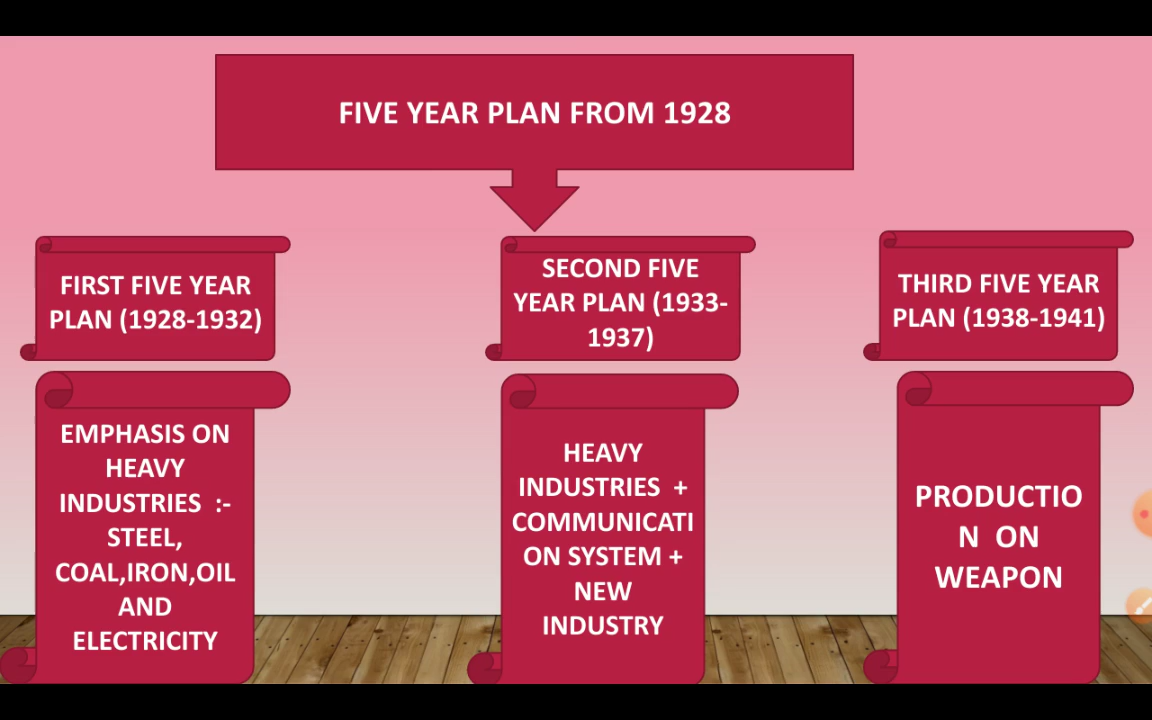 FIVE YEAR PLAN FROM 1928
FIRST FIVE YEAR
PLAN (1928-1932)
SECOND FIVE
YEAR PLAN (1933-
1937)
THIRD FIVE YEAR
PLAN (1938-1941)
EMPHASIS ON
HEAVY
INDUSTRIES :-
STEEL,
COAL,IRON,OIL
AND
ELECTRICITY
HEAVY
INDUSTRIES +
COMMUNICATI
ON SYSTEM +
NEW
INDUSTRY
PRODUCTIO
N ON
WEAPON